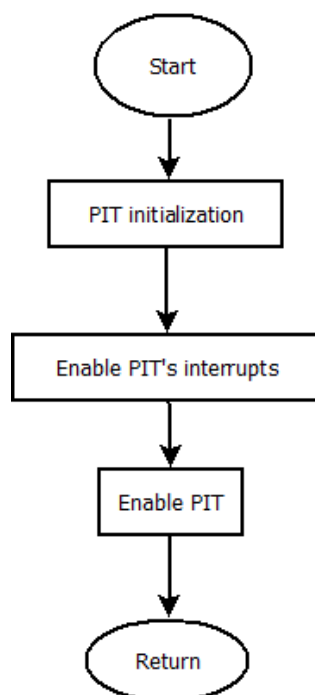 Start
PIT initialization
Enable PIT's interrupts
Enable PIT
Return